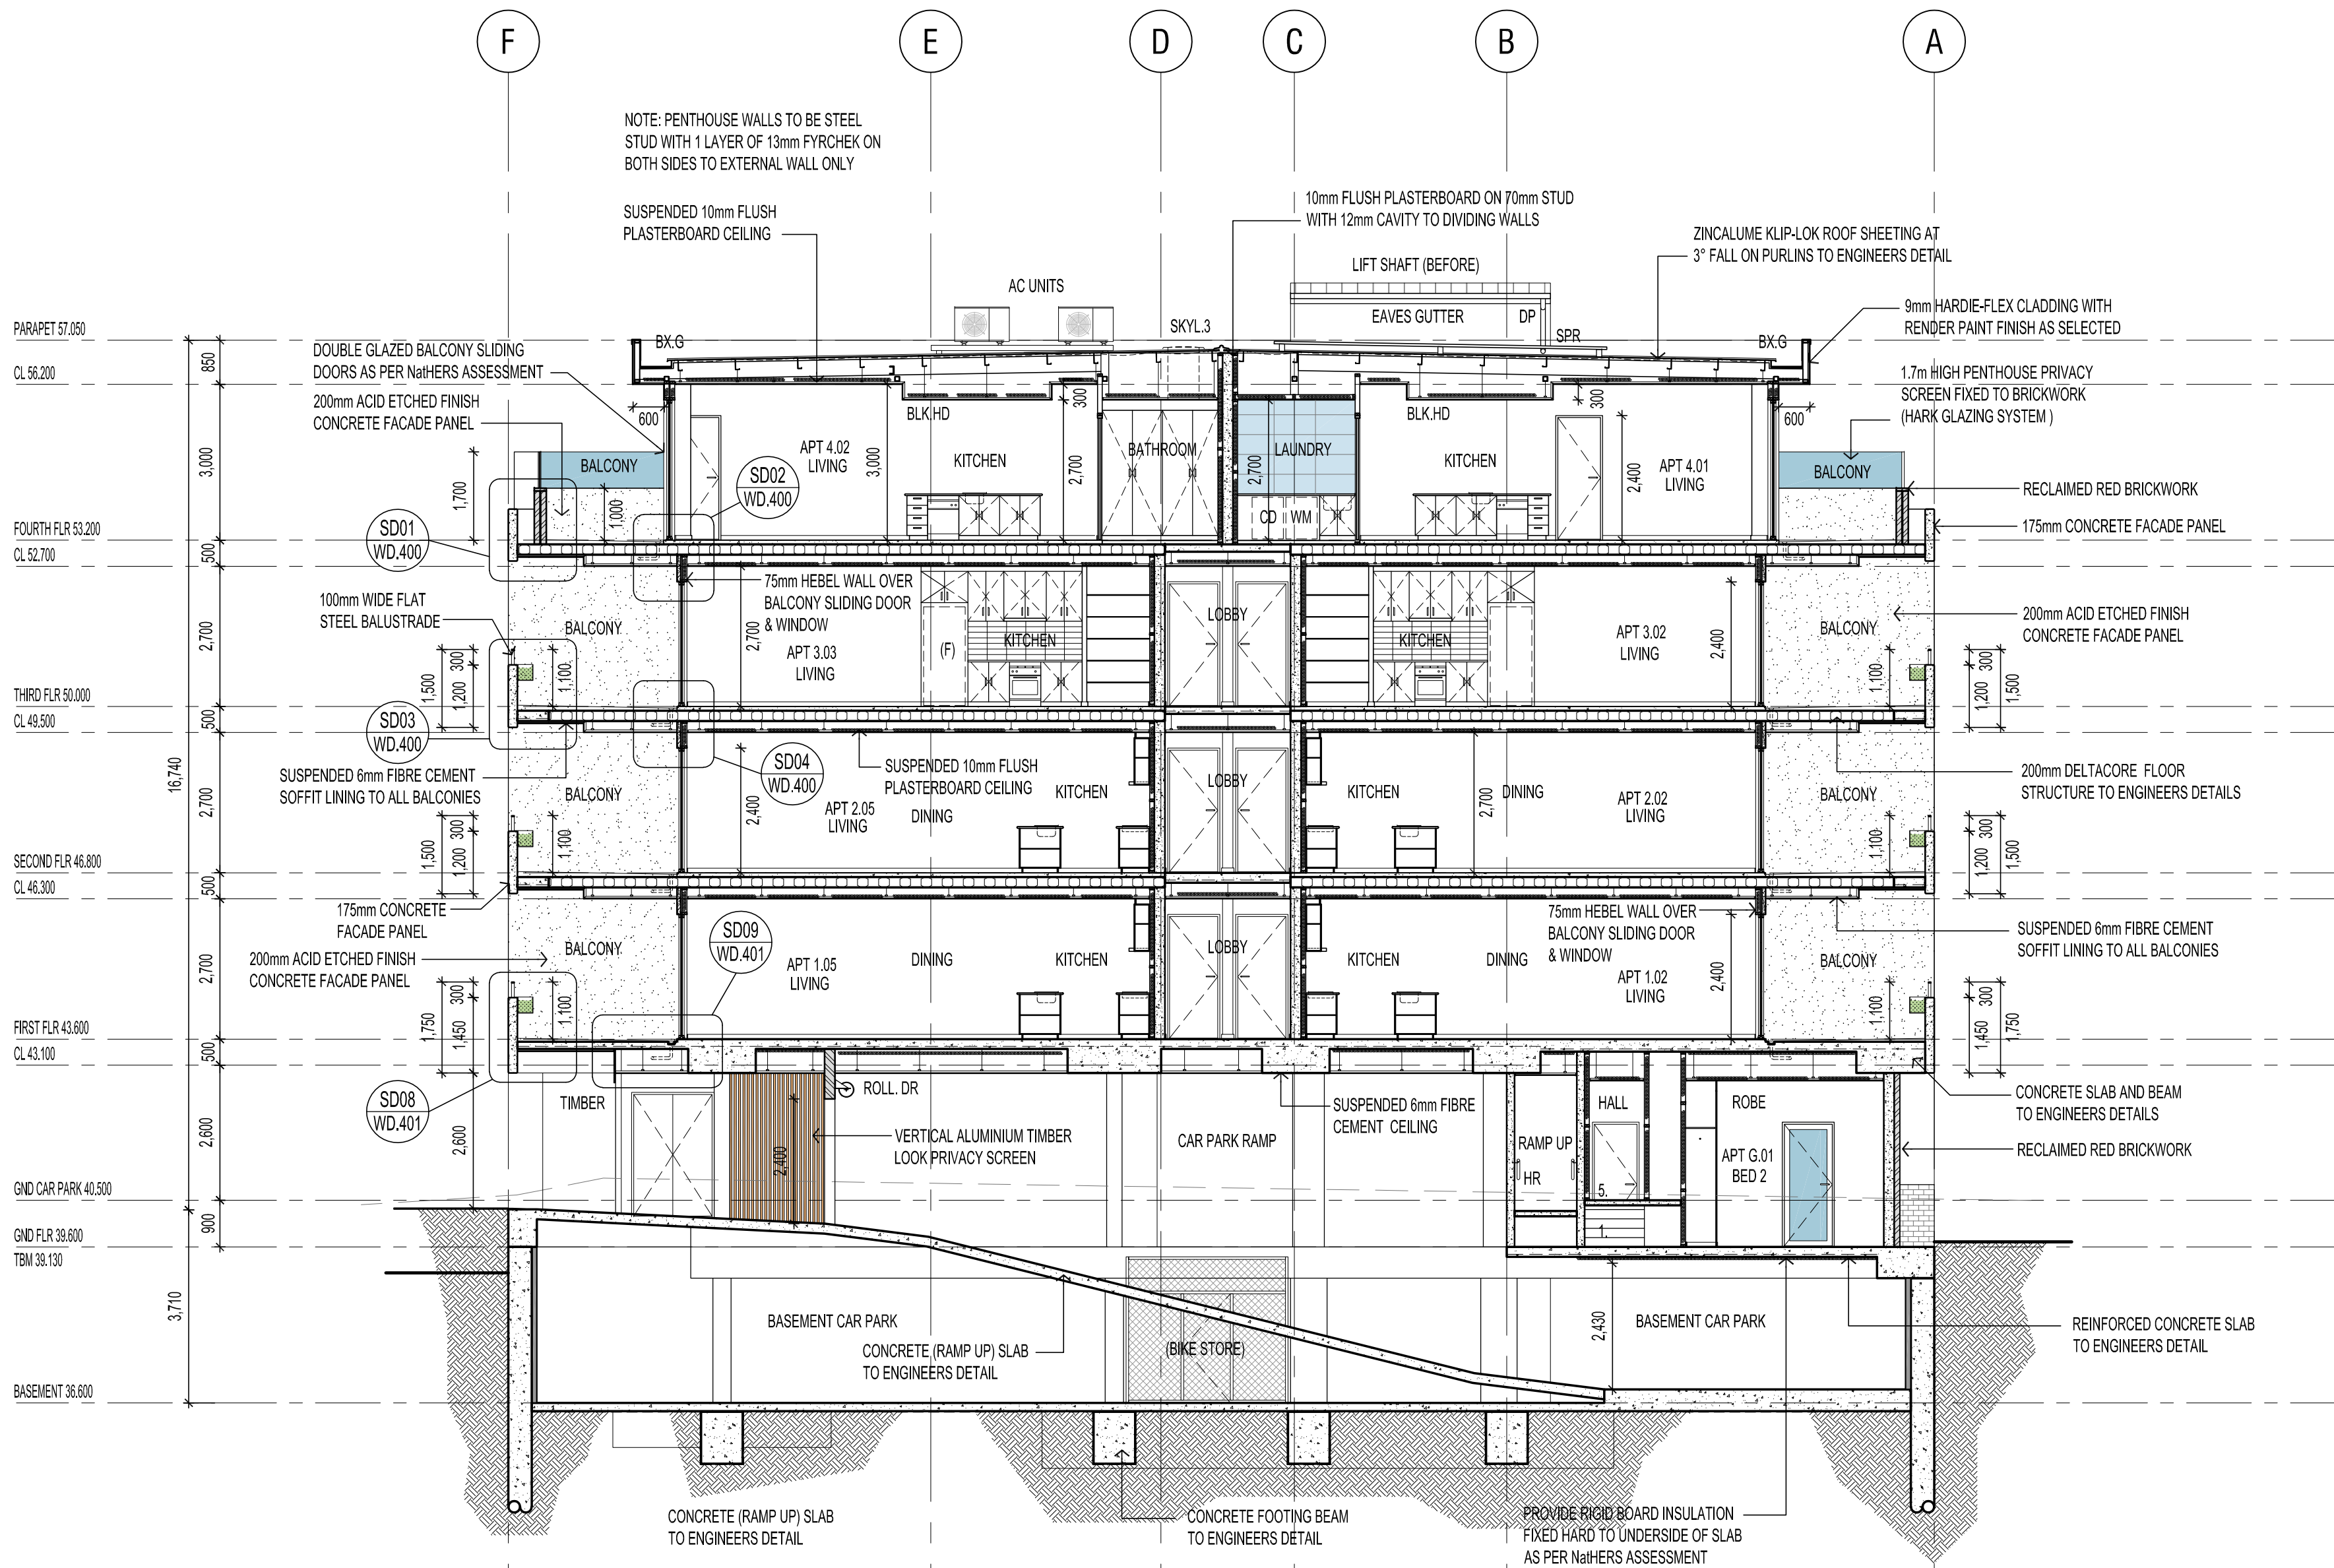 F
E
D
C
B
A
NOTE: PENTHOUSE WALLS TO BE STEEL
STUD WITH 1 LAYER OF 13mm FYRCHEK ON
BOTH SIDES TO EXTERNAL WALL ONLY
SUSPENDED 10mm FLUSH
PLASTERBOARD CEILING
10mm FLUSH PLASTERBOARD ON 70mm STUD
WITH 12mm CAVITY TO DIVIDING WALLS
ZINCALUME KLIP-LOK ROOF SHEETING AT
3° FALL ON PURLINS TO ENGINEERS DETAIL
LIFT SHAFT (BEFORE)
AC UNITS
EAVES GUTTER
DP
SKYL.3
SPR
BX.G
BX.G
9mm HARDIE-FLEX CLADDING WITH
RENDER PAINT FINISH AS SELECTED
1.7m HIGH PENTHOUSE PRIVACY
SCREEN FIXED TO BRICKWORK
(HARK GLAZING SYSTEM )
PARAPET 57.050
850
CL 56.200
DOUBLE GLAZED BALCONY SLIDING
DOORS AS PER NatHERS ASSESSMENT
200mm ACID ETCHED FINISH
CONCRETE FACADE PANEL
600
BLK.HD
300
BLK.HD
300
600
3,000
1,700
BALCONY
1,000
APT 4.02
LIVING
3,000
KITCHEN
2,700
BATHROOM
2,700
LAUNDRY
CD
WM
KITCHEN
2,400
APT 4.01
LIVING
BALCONY
RECLAIMED RED BRICKWORK
175mm CONCRETE FACADE PANEL
SD02
WD.400
SD01
WD.400
FOURTH FLR 53.200
500
CL 52.700
100mm WIDE FLAT
STEEL BALUSTRADE
75mm HEBEL WALL OVER
BALCONY SLIDING DOOR
& WINDOW
2,700
BALCONY
2,700
APT 3.03
LIVING
(F)
KITCHEN
LOBBY
KITCHEN
APT 3.02
LIVING
2,400
BALCONY
200mm ACID ETCHED FINISH
CONCRETE FACADE PANEL
1,500
300
1,200
1,100
1,100
300
1,200
1,500
THIRD FLR 50.000
500
CL 49.500
SD03
WD.400
SD04
WD.400
16,740
SUSPENDED 6mm FIBRE CEMENT
SOFFIT LINING TO ALL BALCONIES
SUSPENDED 10mm FLUSH
PLASTERBOARD CEILING
2,700
BALCONY
2,400
APT 2.05
LIVING
DINING
KITCHEN
LOBBY
KITCHEN
2,700
DINING
APT 2.02
LIVING
BALCONY
200mm DELTACORE FLOOR
STRUCTURE TO ENGINEERS DETAILS
1,500
300
1,200
1,100
1,100
300
1,200
1,500
SECOND FLR 46.800
500
CL 46.300
175mm CONCRETE
FACADE PANEL
200mm ACID ETCHED FINISH
CONCRETE FACADE PANEL
SD09
WD.401
2,700
BALCONY
APT 1.05
LIVING
DINING
KITCHEN
LOBBY
KITCHEN
DINING
75mm HEBEL WALL OVER
BALCONY SLIDING DOOR
& WINDOW
APT 1.02
LIVING
2,400
BALCONY
SUSPENDED 6mm FIBRE CEMENT
SOFFIT LINING TO ALL BALCONIES
1,750
300
1,450
1,100
1,100
300
1,450
1,750
FIRST FLR 43.600
500
CL 43.100
SD08
WD.401
2,600
2,600
TIMBER
2,400
ROLL. DR
VERTICAL ALUMINIUM TIMBER
LOOK PRIVACY SCREEN
CAR PARK RAMP
SUSPENDED 6mm FIBRE
CEMENT CEILING
RAMP UP
HR
HALL
5.
1.
ROBE
APT G.01
BED 2
CONCRETE SLAB AND BEAM
TO ENGINEERS DETAILS
RECLAIMED RED BRICKWORK
GND CAR PARK 40.500
900
GND FLR 39.600
TBM 39.130
3,710
BASEMENT CAR PARK
CONCRETE (RAMP UP) SLAB
TO ENGINEERS DETAIL
(BIKE STORE)
2,430
BASEMENT CAR PARK
REINFORCED CONCRETE SLAB
TO ENGINEERS DETAIL
BASEMENT 36.600
CONCRETE (RAMP UP) SLAB
TO ENGINEERS DETAIL
CONCRETE FOOTING BEAM
TO ENGINEERS DETAIL
PROVIDE RIGID BOARD INSULATION
FIXED HARD TO UNDERSIDE OF SLAB
AS PER NatHERS ASSESSMENT